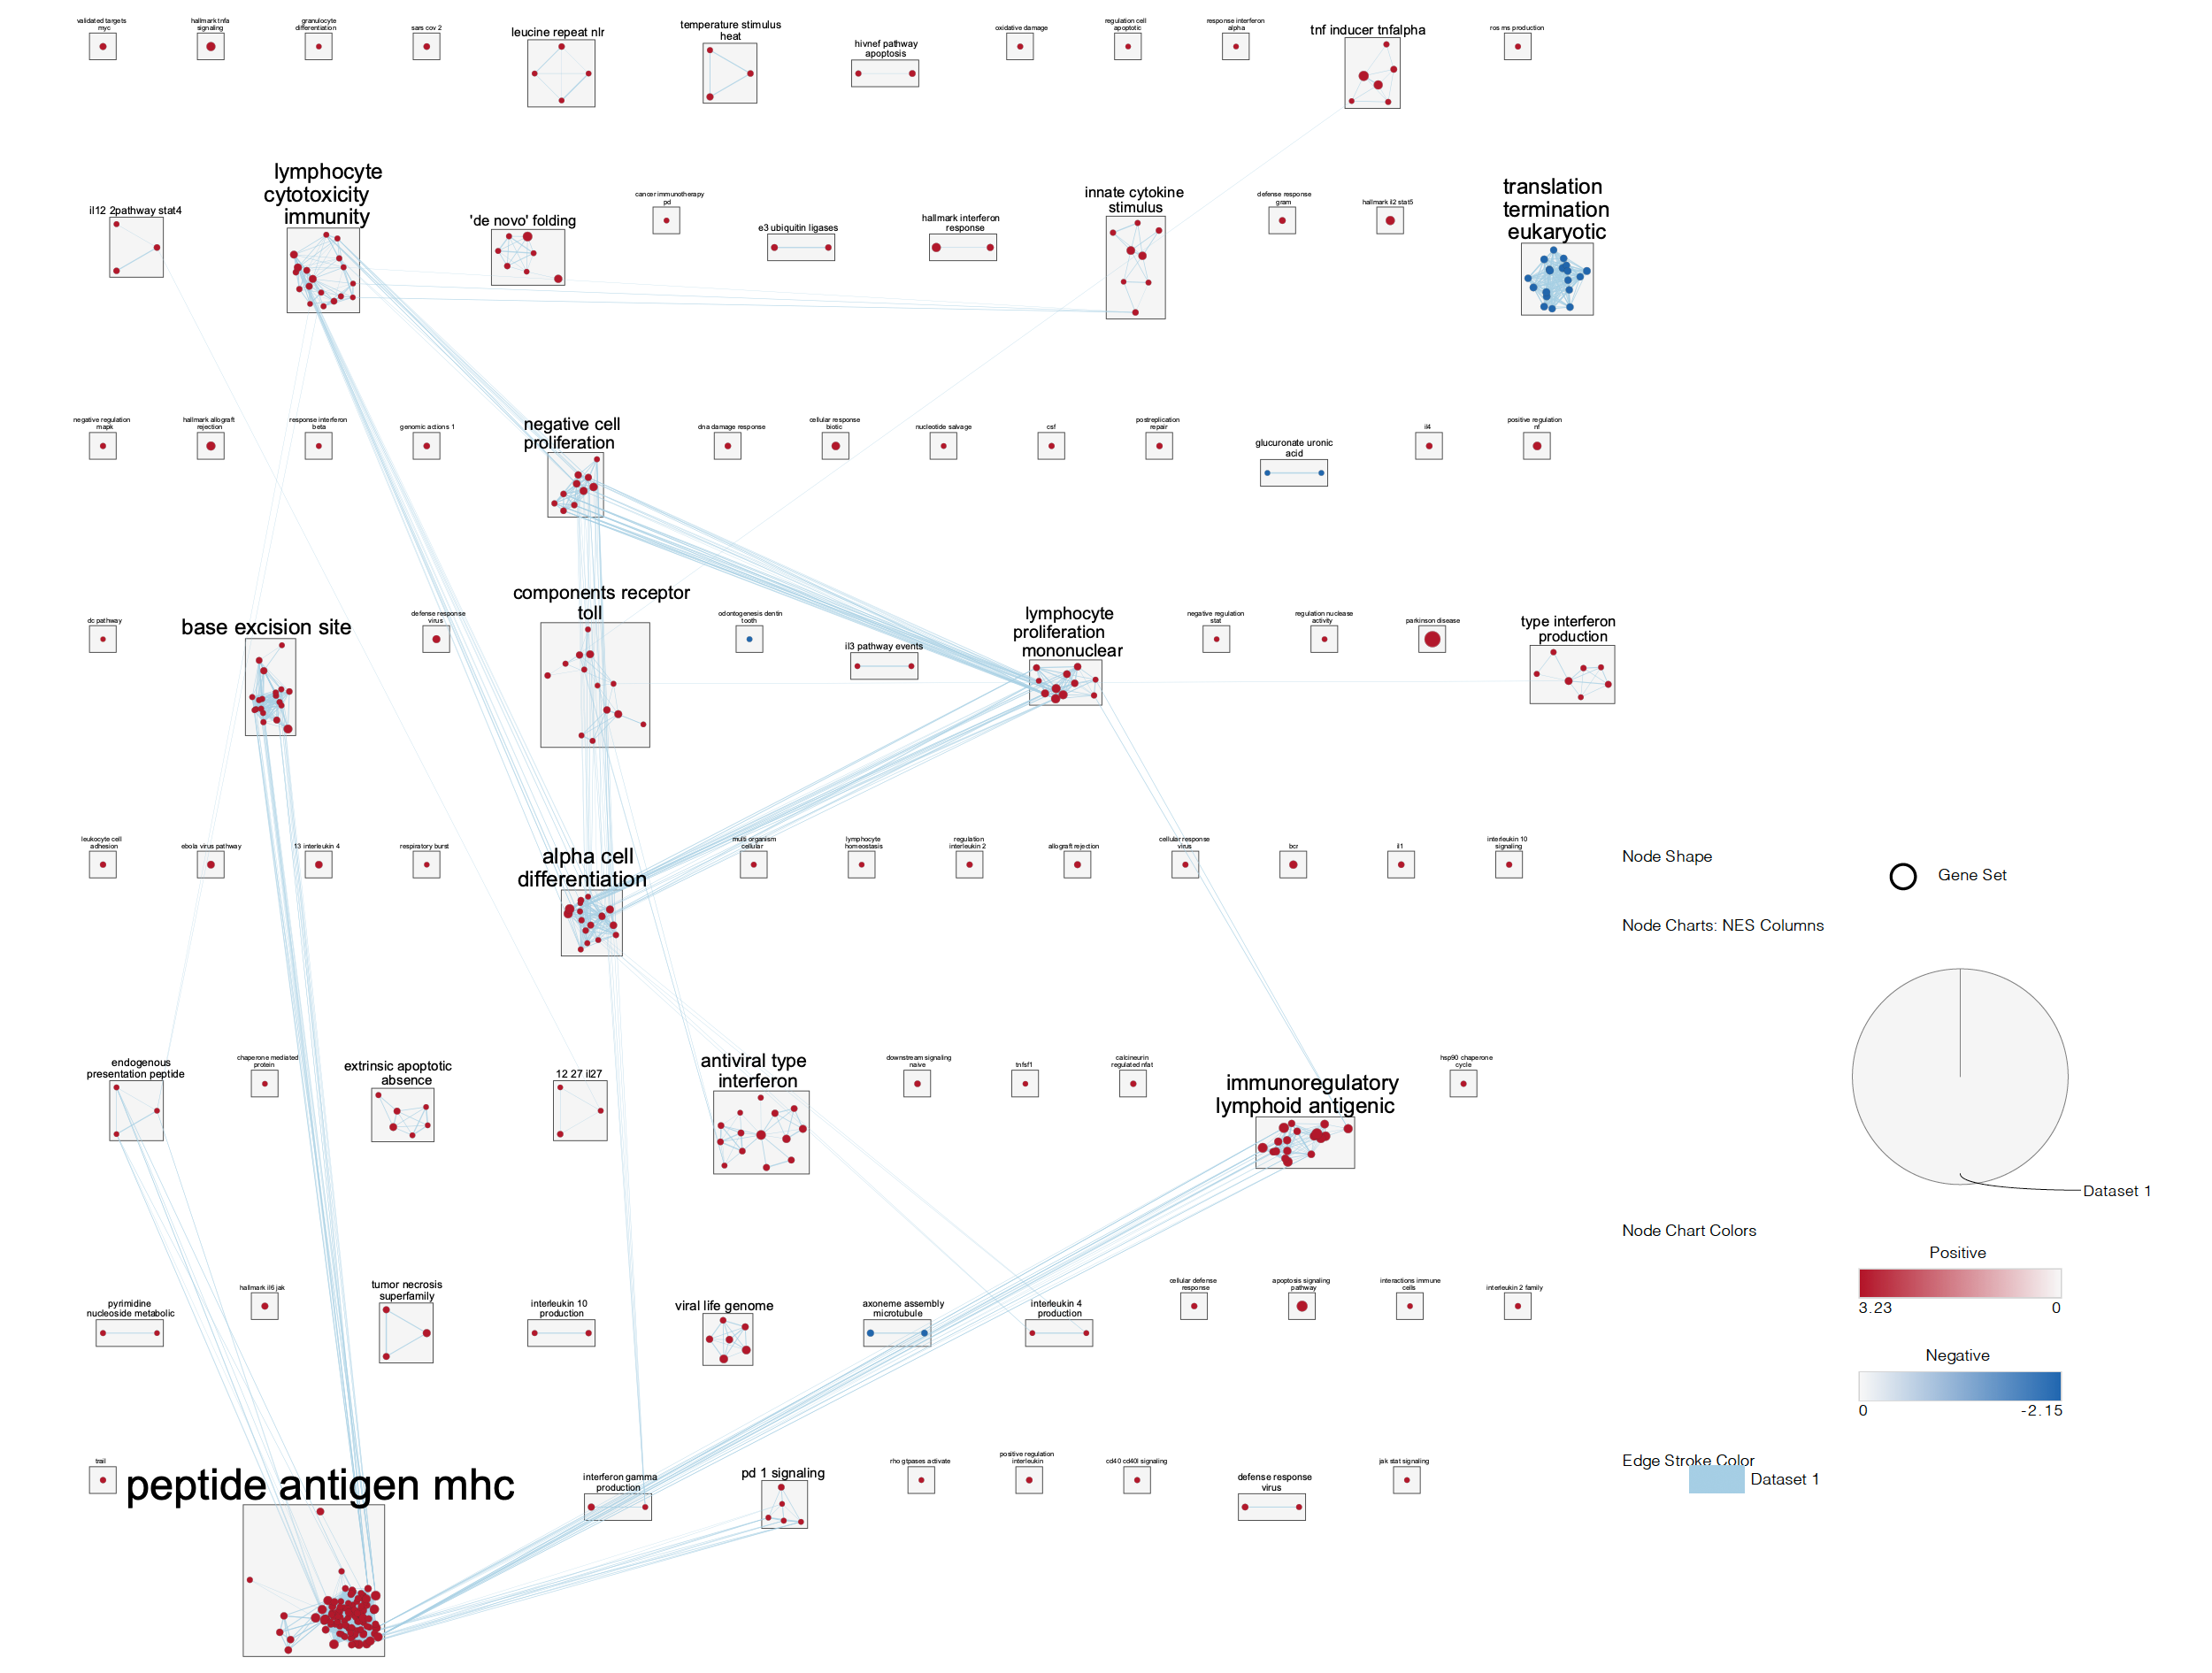 validated targets
myc
hallmark tnfa
signaling
granulocyte
differentiation
sars cov 2
leucine repeat nlr
temperature stimulus
heat
hivnef pathway
apoptosis
oxidative damage
regulation cell
apoptotic
response interferon
alpha
tnf inducer tnfalpha
ros rns production
il12 2pathway stat4
lymphocyte
cytotoxicity
immunity
'de novo' folding
cancer immunotherapy
pd
e3 ubiquitin ligases
hallmark interferon
response
innate cytokine
stimulus
defense response
gram
hallmark il2 stat5
translation
termination
eukaryotic
negative regulation
mapk
hallmark allograft
rejection
response interferon
beta
genomic actions 1
negative cell
proliferation
dna damage response
cellular response
biotic
nucleotide salvage
csf
postreplication
repair
glucuronate uronic
acid
il4
positive regulation
nf
dc pathway
base excision site
defense response
virus
components receptor
toll
odontogenesis dentin
tooth
il3 pathway events
lymphocyte
proliferation
mononuclear
negative regulation
stat
regulation nuclease
activity
parkinson disease
type interferon
production
leukocyte cell
adhesion
ebola virus pathway
13 interleukin 4
respiratory burst
alpha cell
differentiation
multi organism
cellular
lymphocyte
homeostasis
regulation
interleukin 2
allograft rejection
cellular response
virus
bcr
il1
interleukin 10
signaling
endogenous
presentation peptide
chaperone mediated
protein
extrinsic apoptotic
absence
12 27 il27
antiviral type
interferon
downstream signaling
naive
tnfsf1
calcineurin
regulated nfat
immunoregulatory
lymphoid antigenic
hsp90 chaperone
cycle
pyrimidine
nucleoside metabolic
hallmark il6 jak
tumor necrosis
superfamily
interleukin 10
production
viral life genome
axoneme assembly
microtubule
interleukin 4
production
cellular defense
response
apoptosis signaling
pathway
interactions immune
cells
interleukin 2 family
trail
peptide antigen mhc
interferon gamma
production
pd 1 signaling
rho gtpases activate
positive regulation
interleukin
cd40 cd40l signaling
defense response
virus
jak stat signaling
Node Shape
Gene Set
Node Charts: NES Columns
Dataset 1
Node Chart Colors
Positive
3.23 0
Negative
0 -2.15
Edge Stroke Color
Dataset 1